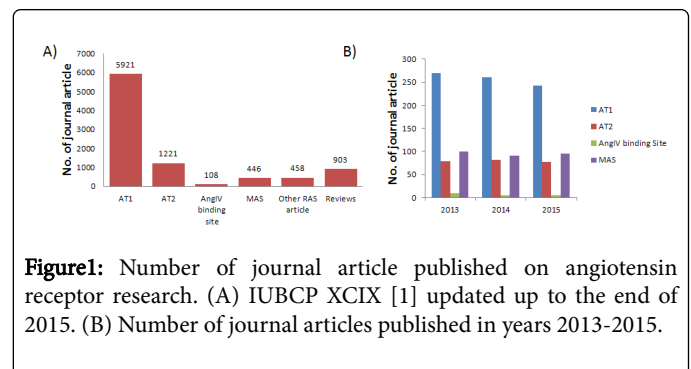 A)
No. of journal article
7000
6000
5000
4000
3000
2000
1000
0
5921
1221
108
446
458
903
AT1
AT2
AngIV
binding
site
MAS
Other RAS
article
Reviews
B)
No. of journal article
300
250
200
150
100
50
0
2013
2014
2015
AT1
AT2
AngIV binding Site
MAS
Figure1: Number of journal article published on angiotensin
receptor research. (A) IUBCP XCIX [1] updated up to the end of
2015. (B) Number of journal articles published in years 2013-2015.